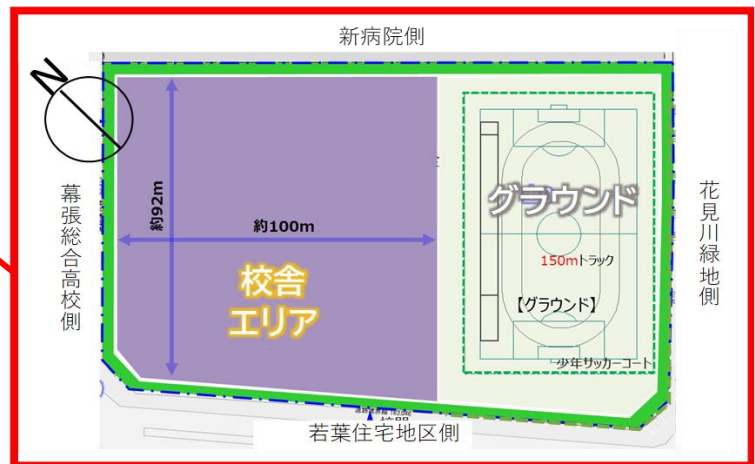 新病院側
N
幕張総合高校側
約92m
約100m
校舎
エリア
グラウンド
150mトラック
【グラウンド】
少年サッカーコート
花見川緑地側
若葉住宅地区側